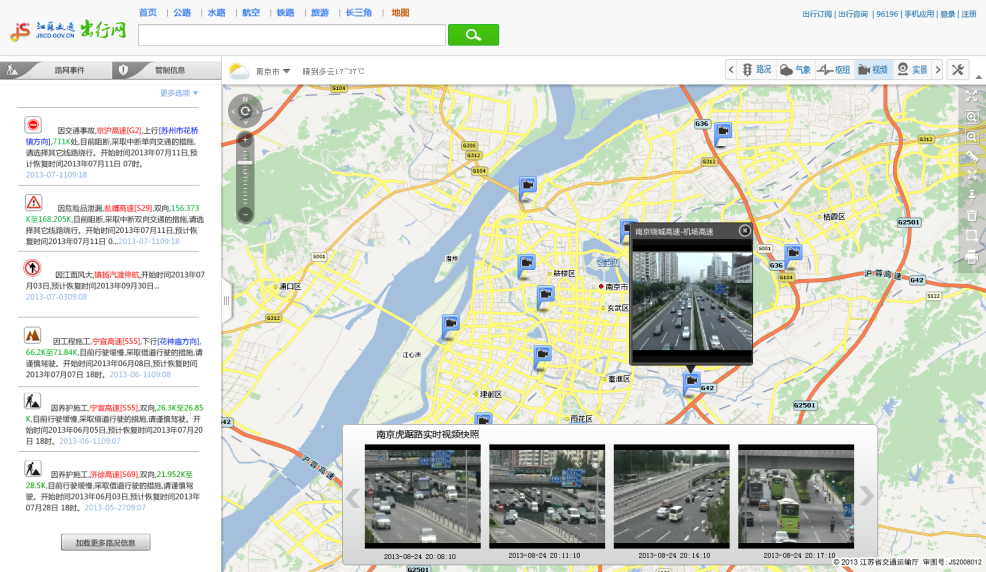 首页 | 公路 | 水路 | 航空 | 铁路 | 旅游 | 长三角 | 地图
出行订阅 | 出行咨询 | 96196 | 手机应用 | 登录 | 注册
JS 江苏交通 出行网
JSCD.GOV.CN
路网事件 管制信息
南京市 晴到多云17~37℃
路况 气象 枢纽 视频 实景
更多选项
因交通事故,京沪高速[G2],上行[苏州市花桥
镇方向],711K处,目前阻断,采取中断单向交通的措施,
请选择其它线路绕行。开始时间2013年07月11日,预
计恢复时间2013年07月11日 07时。
2013-07-1109:18
因危险品泄漏,盐靖高速[S29],双向,156.373
K至168.205K,目前阻断,采取中断双向交通的措施,请选
择其它线路绕行。开始时间2013年07月11日,预计恢
复时间2013年07月11日 0...2013-07-1109:18
因江面风大,镇扬汽渡停航,开始时间2013年07
月03日,预计恢复时间2013年09月30日...
2013-07-0309:08
因工程施工,宁宣高速[S55],下行[花神庙方向],
66.2K至71.84K,目前行驶缓慢,采取借道行驶的措施,请
谨慎驾驶。开始时间2013年06月08日,预计恢复时间
2013年07月07日 18时。2013-06-1109:08
因养护施工,宁宣高速[S55],双向,26.3K至26.85
K,目前行驶缓慢,采取借道行驶的措施,请谨慎驾驶。开
始时间2013年06月05日,预计恢复时间2013年07月20
日 18时。2013-06-1109:07
因养护施工,济徐高速[S69],双向,21.952K至
28.5K,目前行驶缓慢,采取借道行驶的措施,请谨慎驾
驶。开始时间2013年06月03日,预计恢复时间2013年
07月28日 18时。2013-05-2709:07
加载更多路况信息
N
G104
G36
G312
G205
G312
G312
G104
栖霞区
G2501
南京绕城高速-机场高速
S001
S001
G36
G104
鼓楼区
浦口区
南京市
玄武区
沪蓉高速
G42
S122
G312
江心洲
秦淮区
建邺区
G42
G2501
雨花区
G42
沪蓉高速
南京虎踞路实时视频快照
2013-08-24 20:08:10
2013-08-24 20:11:10
2013-08-24 20:14:10
2013-08-24 20:17:10
© 2013 江苏省交通运输厅 审图号: JS2008012
G2501